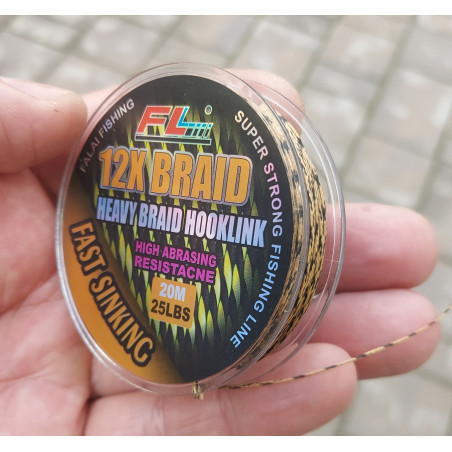 FL
®
FALAI FISHING
SUPER STRONG FISHING LINE
12X BRAID
HEAVY BRAID HOOKLINK
HIGH ABRASING
RESISTACNE
20M
25LBS
FAST SINKING